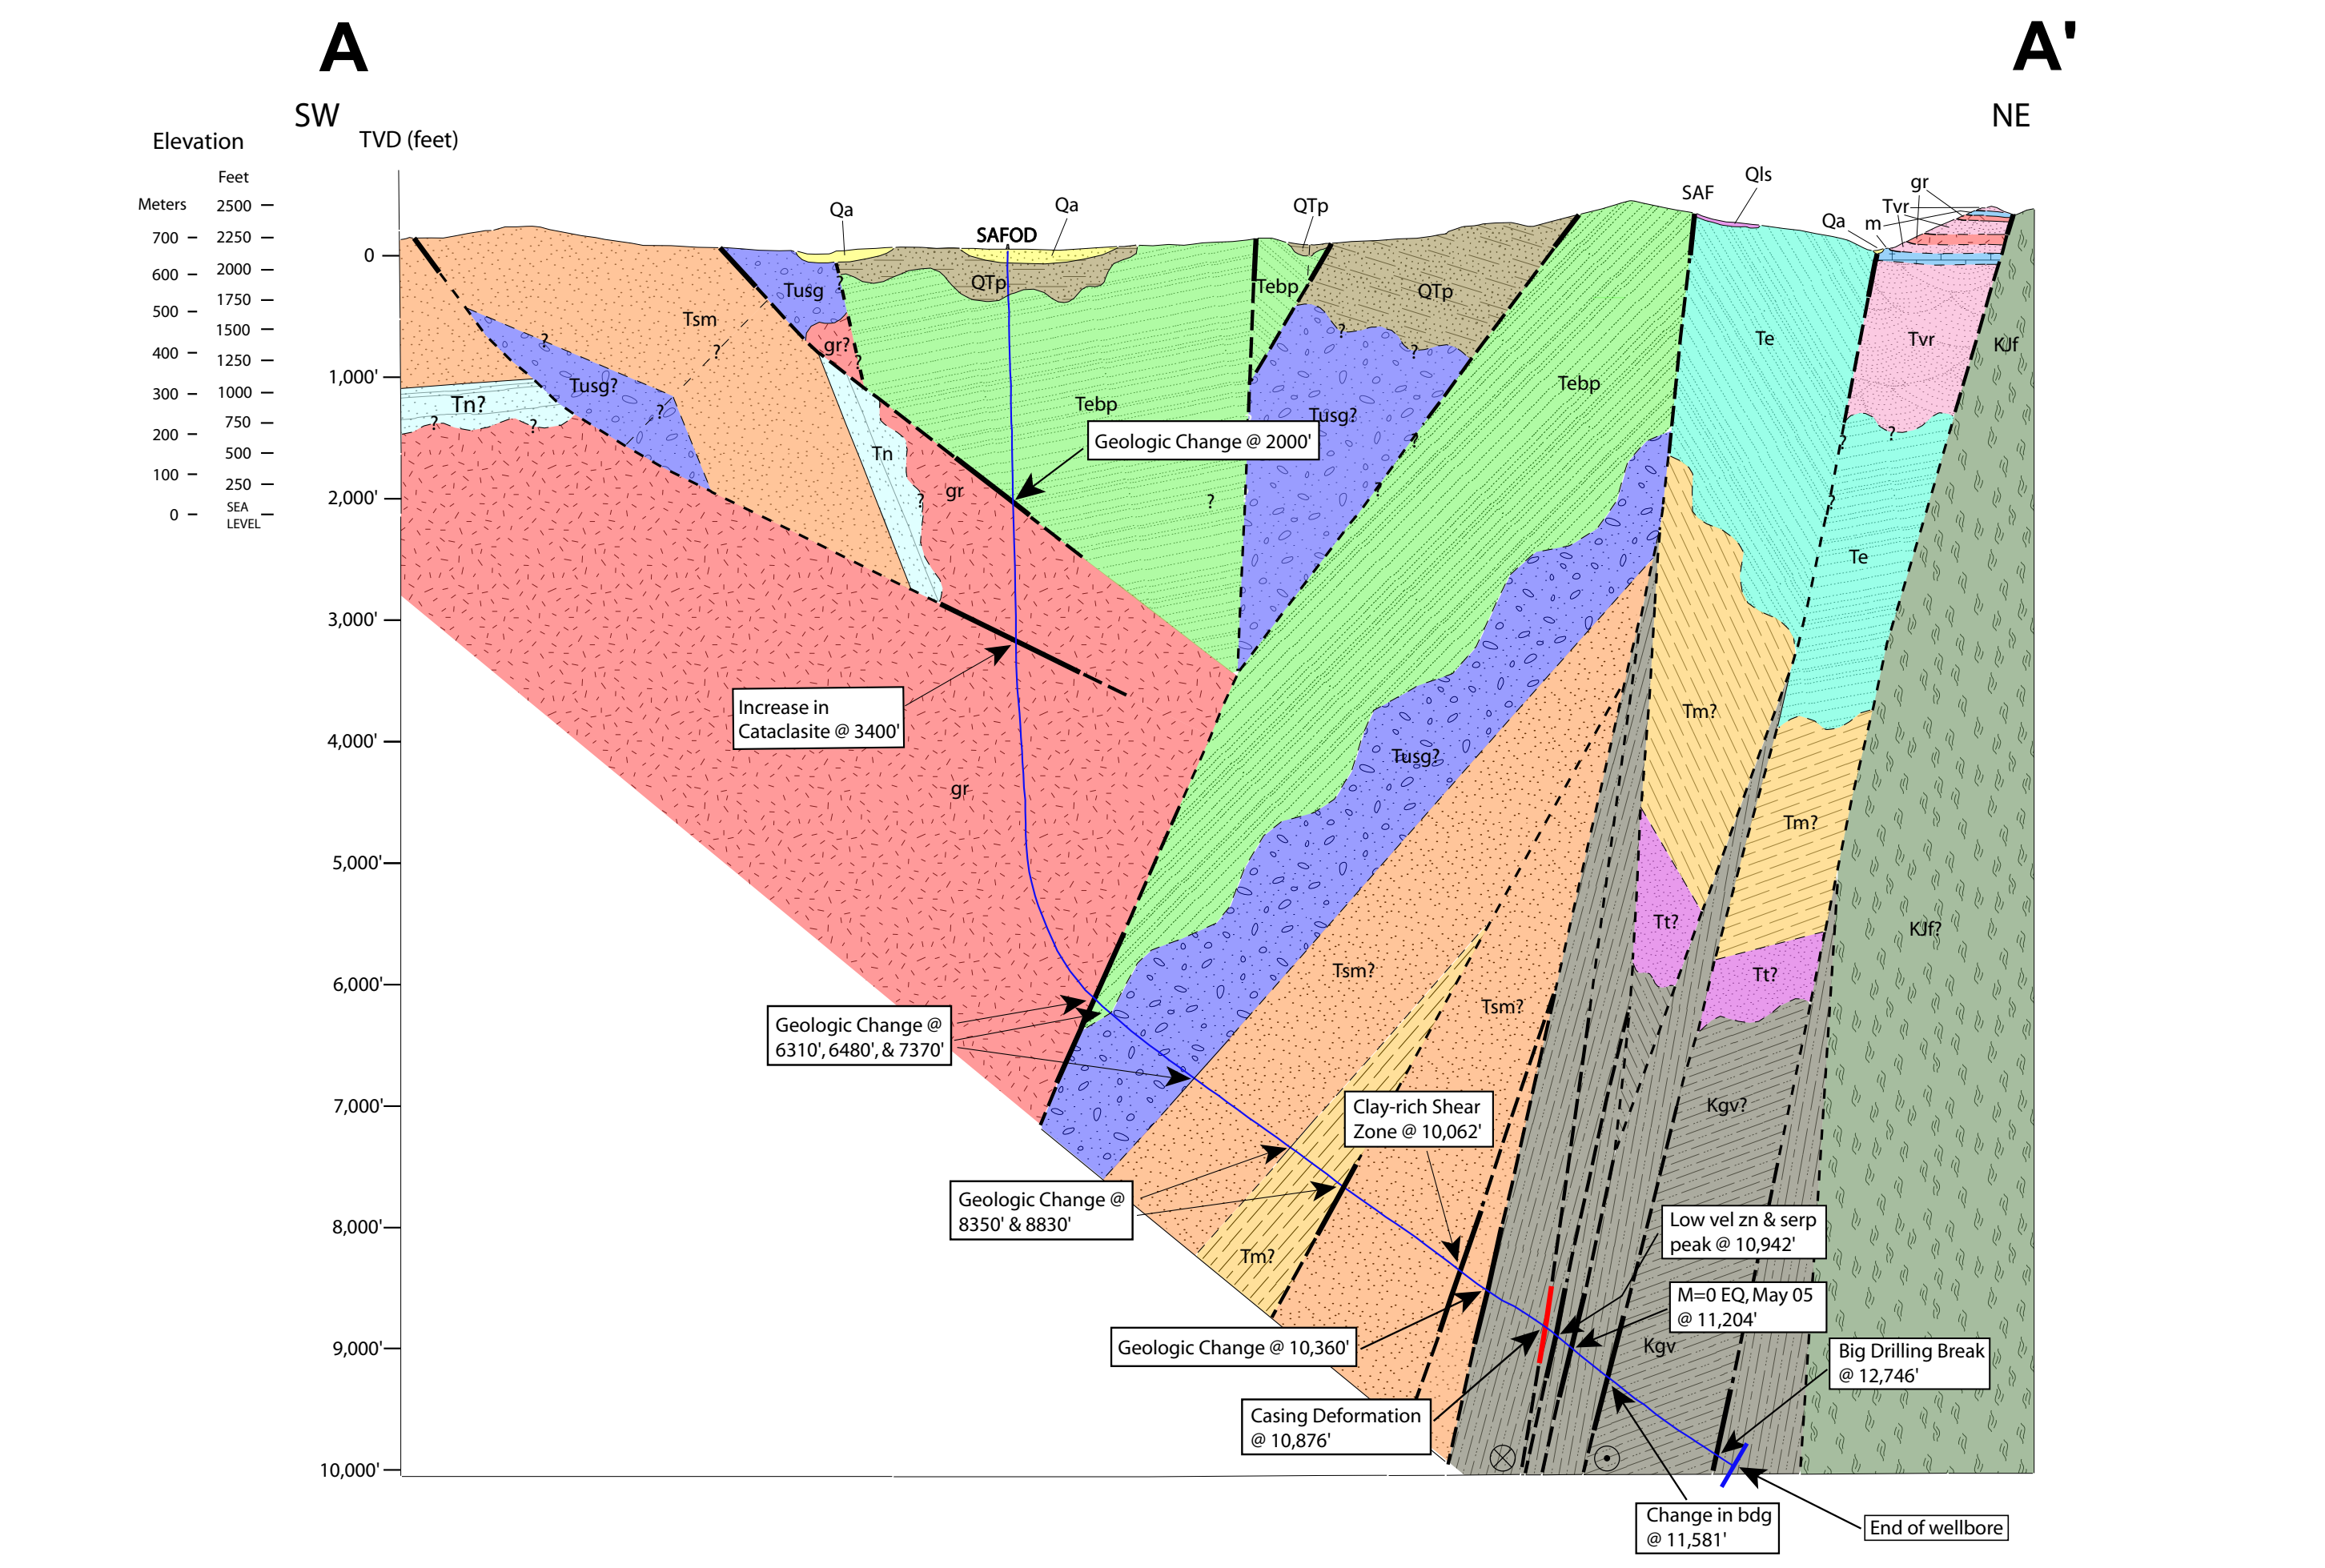 A
A'
SW
NE
Elevation
TVD (feet)
Meters
Feet
2500
700
2250
600
2000
1750
500
1500
400
1250
300
1000
750
200
500
100
250
0
SEA
LEVEL
0
1,000'
2,000'
3,000'
4,000'
5,000'
6,000'
7,000'
8,000'
9,000'
10,000'
Qa
SAFOD
Qa
QTp
SAF
Qls
Qa
m
Tvr
gr
Tusg
QTp
Tebp
QTp
Tsm
?
gr?
?
?
?
Tusg?
?
Tn?
?
?
Tn
?
gr
Tebp
Geologic Change @ 2000'
?
Tusg?
?
?
?
?
Tebp
Te
Tvr
KJf
?
?
?
Te
Increase in
Cataclasite @ 3400'
gr
Tusg?
Tm?
Tm?
Tt?
Tt?
KJf?
Tsm?
Tsm?
Geologic Change @
6310', 6480', & 7370'
Clay-rich Shear
Zone @ 10,062'
Kgv?
Geologic Change @
8350' & 8830'
Tm?
Low vel zn & serp
peak @ 10,942'
M=0 EQ, May 05
@ 11,204'
Geologic Change @ 10,360'
Kgv
Big Drilling Break
@ 12,746'
Casing Deformation
@ 10,876'
Change in bdg
@ 11,581'
End of wellbore